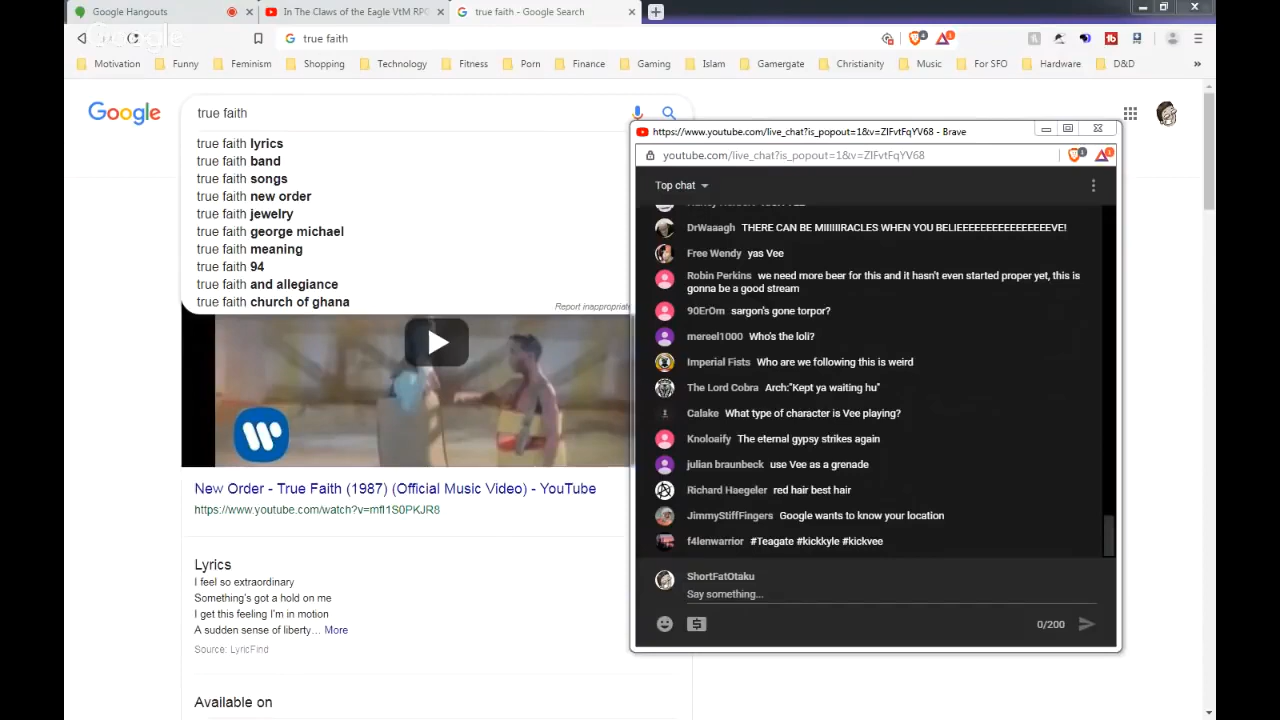 Google Hangouts
In The Claws of the Eagle VtM RPG
true faith - Google Search
Google
true faith
Motivation Funny Feminism Shopping Technology Fitness Porn Finance Gaming Islam Gamergate Christianity Music For SFO Hardware D&D »
Google
true faith
true faith lyrics
true faith band
true faith songs
true faith new order
true faith jewelry
true faith george michael
true faith meaning
true faith 94
true faith and allegiance
true faith church of ghana
Report inappropriate
W
New Order - True Faith (1987) (Official Music Video) - YouTube
https://www.youtube.com/watch?v=mfI1S0PKJR8
Lyrics
I feel so extraordinary
Something's got a hold on me
I get this feeling I'm in motion
A sudden sense of liberty… More
Source: LyricFind
Available on
https://www.youtube.com/live_chat?is_popout=1&v=ZIFvtFqYV68 - Brave
youtube.com/live_chat?is_popout=1&v=ZIFvtFqYV68
Top chat
DrWaaagh THERE CAN BE MIIIIIIRACLES WHEN YOU BELIEEEEEEEEEEEEEEVE!
Free Wendy yas Vee
Robin Perkins we need more beer for this and it hasn't even started proper yet, this is
gonna be a good stream
90ErOm sargon's gone torpor?
mereel1000 Who's the loli?
Imperial Fists Who are we following this is weird
The Lord Cobra Arch:"Kept ya waiting hu"
Calake What type of character is Vee playing?
Knoloaify The eternal gypsy strikes again
julian braunbeck use Vee as a grenade
Richard Haegeler red hair best hair
JimmyStiffFingers Google wants to know your location
f4lenwarrior #Teagate #kickkyle #kickvee
ShortFatOtaku
Say something...
0/200